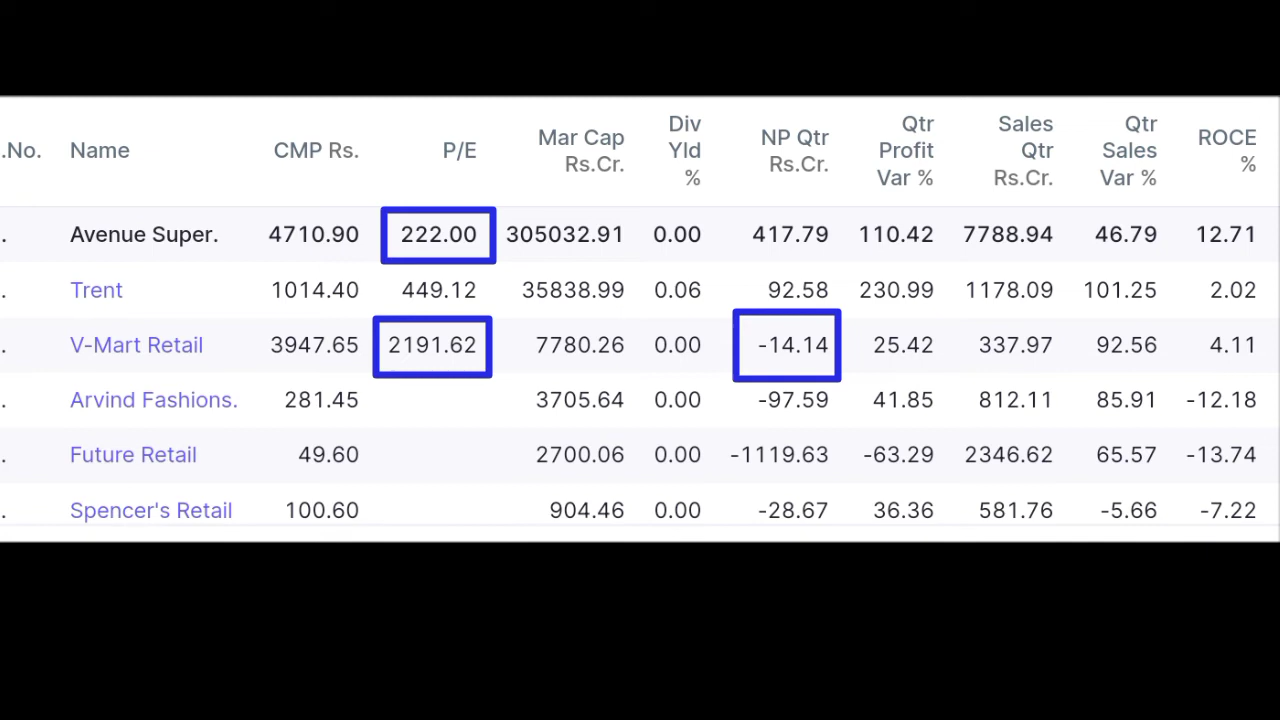 .No. Name CMP Rs. P/E Mar Cap Rs.Cr. Div Yld % NP Qtr Rs.Cr. Qtr Profit Var % Sales Qtr Rs.Cr. Qtr Sales Var % ROCE %
. Avenue Super. 4710.90 222.00 305032.91 0.00 417.79 110.42 7788.94 46.79 12.71
. Trent 1014.40 449.12 35838.99 0.06 92.58 230.99 1178.09 101.25 2.02
. V-Mart Retail 3947.65 2191.62 7780.26 0.00 -14.14 25.42 337.97 92.56 4.11
. Arvind Fashions. 281.45 3705.64 0.00 -97.59 41.85 812.11 85.91 -12.18
. Future Retail 49.60 2700.06 0.00 -1119.63 -63.29 2346.62 65.57 -13.74
. Spencer's Retail 100.60 904.46 0.00 -28.67 36.36 581.76 -5.66 -7.22